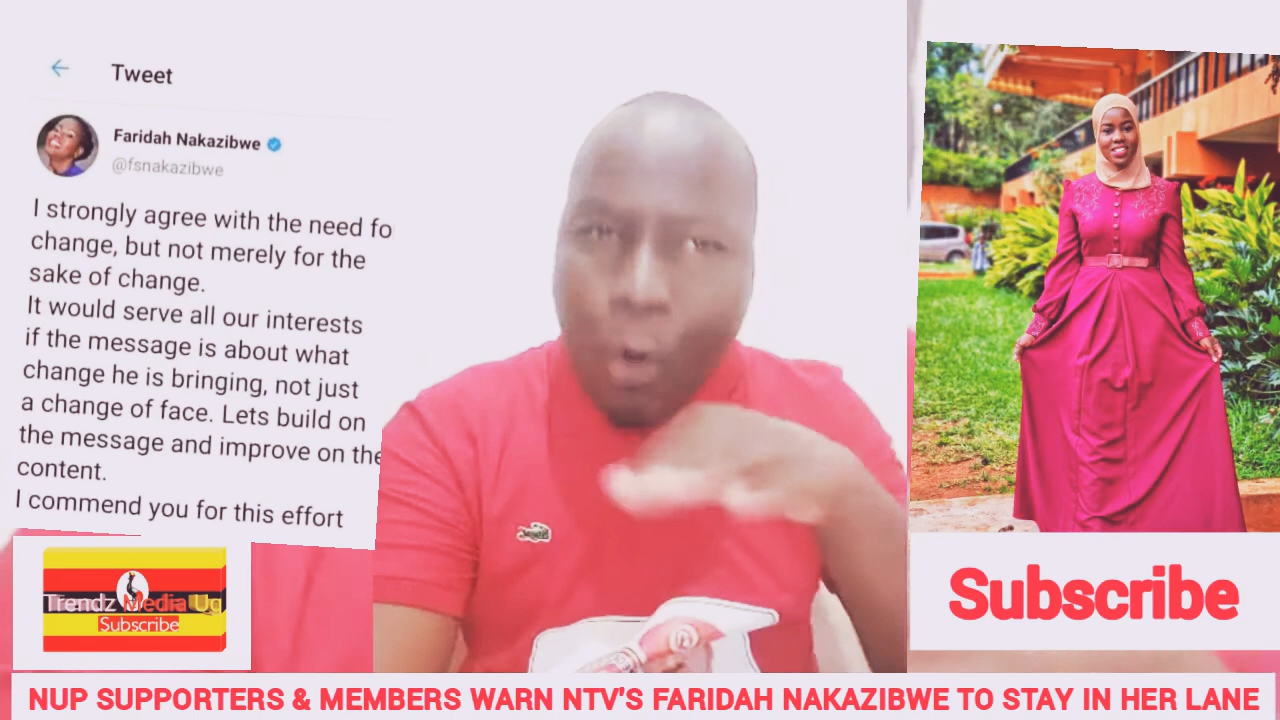 Tweet
Faridah Nakazibwe
@fsnakazibwe
I strongly agree with the need fo
change, but not merely for the
sake of change.
It would serve all our interests
if the message is about what
change he is bringing, not just
a change of face. Lets build on
the message and improve on the
content.
I commend you for this effort
Trendz Media Ug
Subscribe
Subscribe
NUP SUPPORTERS & MEMBERS WARN NTV'S FARIDAH NAKAZIBWE TO STAY IN HER LANE